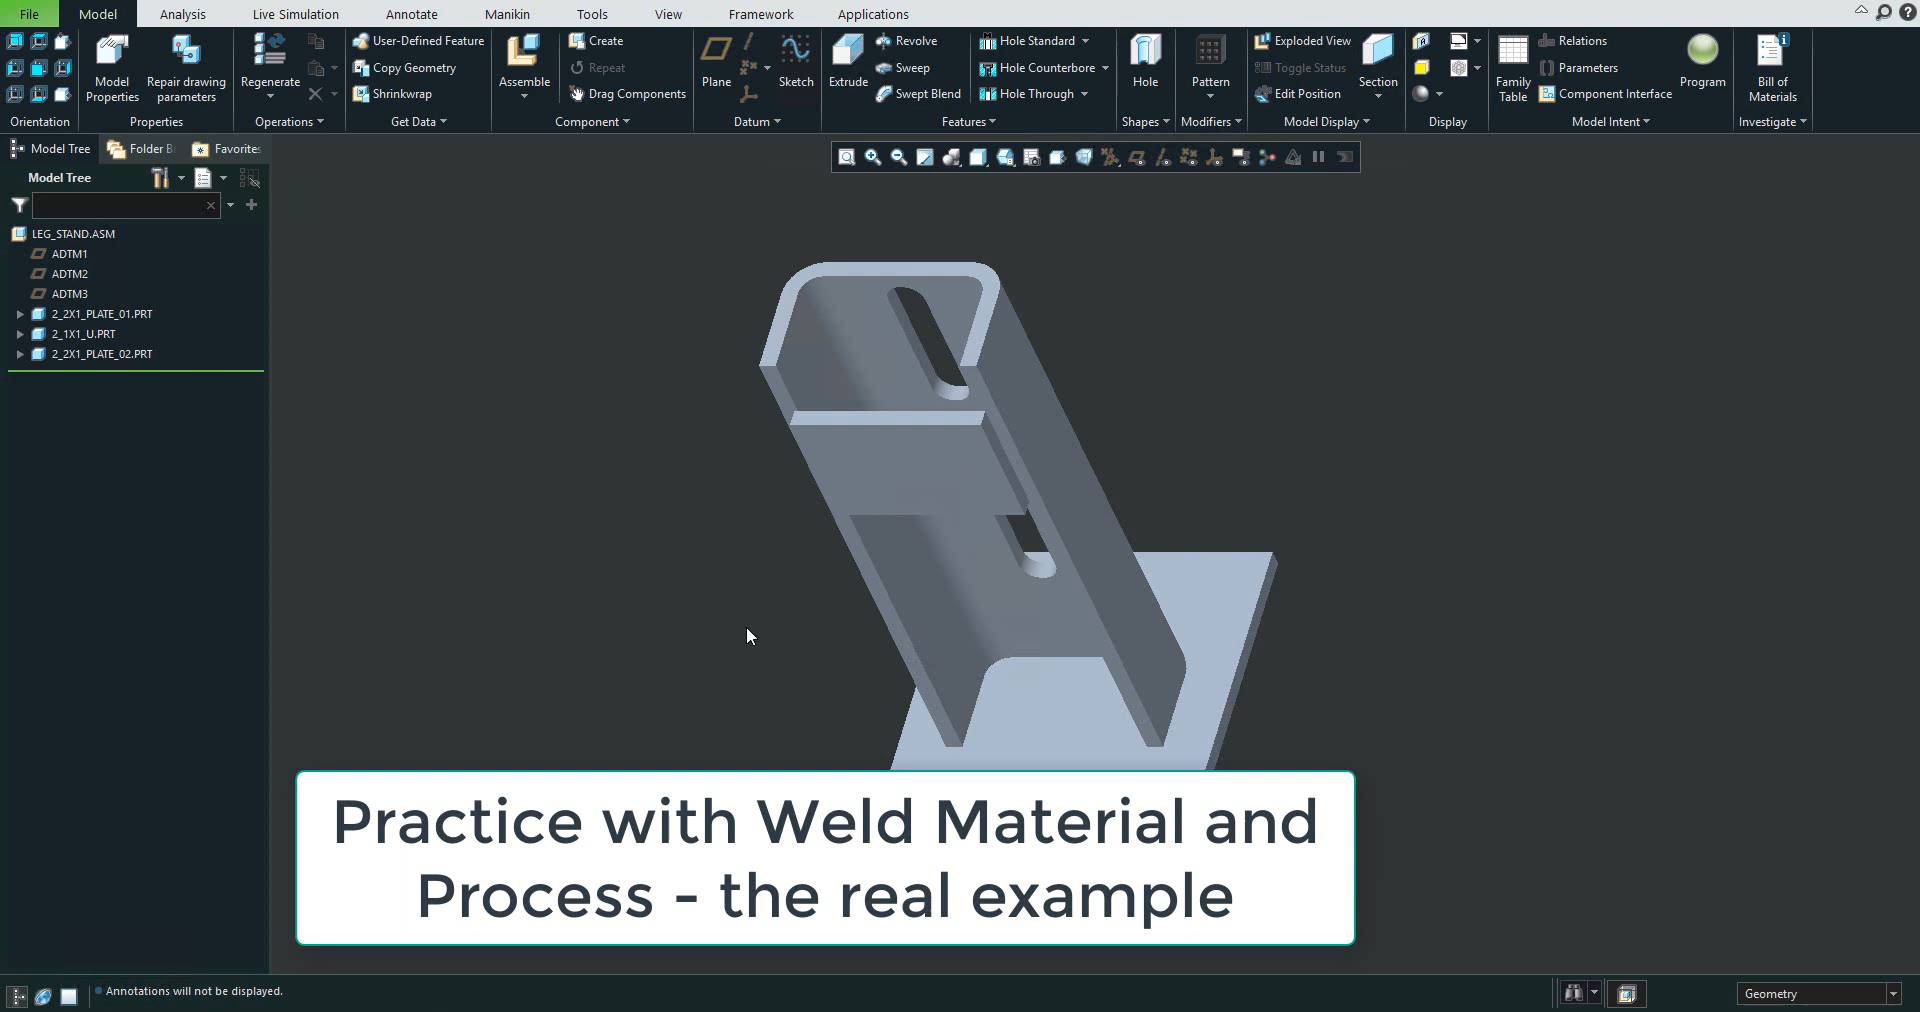 File Model Analysis Live Simulation Annotate Manikin Tools View Framework Applications
User-Defined Feature Create Revolve Hole Standard Exploded View Relations
Copy Geometry Repeat Sweep Hole Counterbore Toggle Status Parameters
Model Properties Repair drawing parameters Regenerate Assemble Plane Sketch Extrude Hole Pattern Section Family Table Program Bill of Materials
Shrinkwrap Drag Components Swept Blend Hole Through Edit Position Component Interface
Orientation Properties Operations Get Data Component Datum Features Shapes Modifiers Model Display Display Model Intent Investigate
Model Tree Folder B Favorites
Model Tree
LEG_STAND.ASM
ADTM1
ADTM2
ADTM3
2_2X1_PLATE_01.PRT
2_1X1_U.PRT
2_2X1_PLATE_02.PRT
Practice with Weld Material and
Process - the real example
Annotations will not be displayed.
Geometry